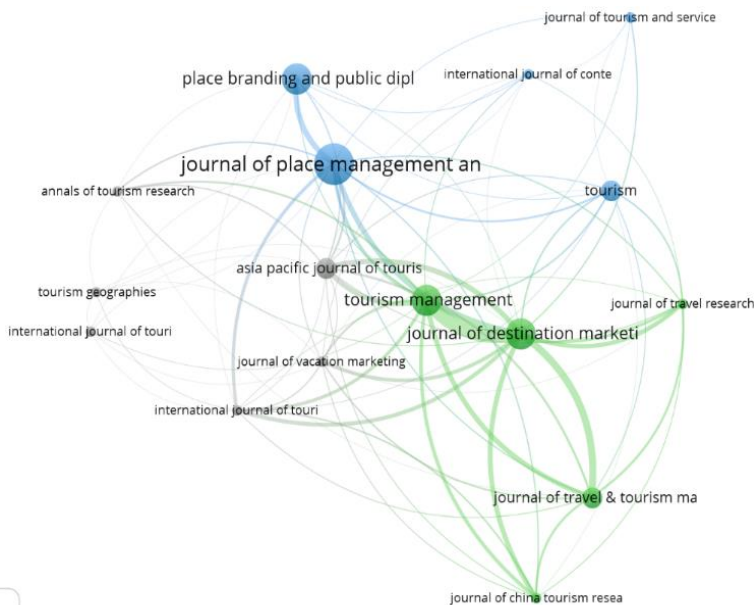 journal of tourism and service
place branding and public dipl
international journal of conte
journal of place management an
annals of tourism research
tourism
asia pacific journal of touris
tourism geographies
tourism management
journal of travel research
international journal of touri
journal of destination marketi
journal of vacation marketing
international journal of touri
journal of travel & tourism ma
journal of china tourism resea